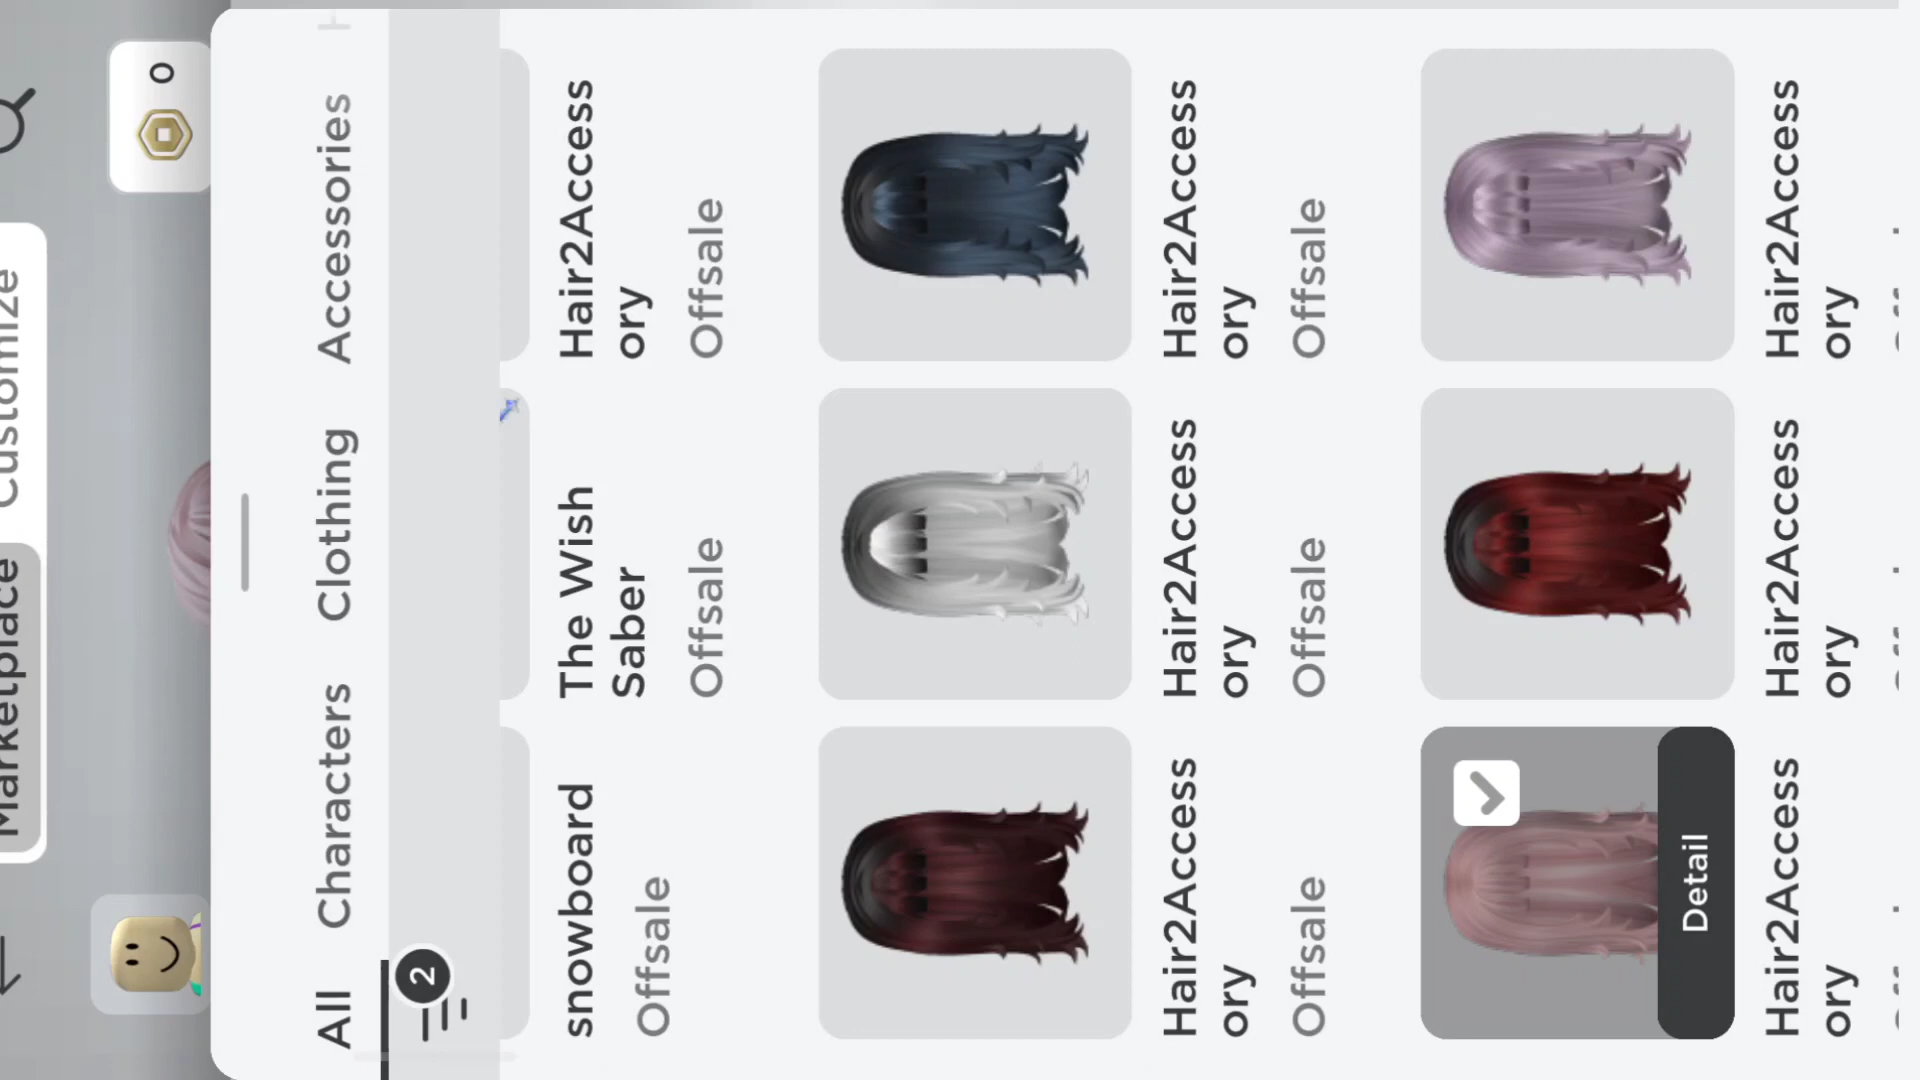 Marketplace
Customize
0
All
Characters
Clothing
Accessories
2
snowboard
Offsale
The Wish
Saber
Offsale
Hair2Access
ory
Offsale
Hair2Access
ory
Offsale
Hair2Access
ory
Offsale
Hair2Access
ory
Offsale
Detail
Hair2Access
ory
Hair2Access
ory
Hair2Access
ory